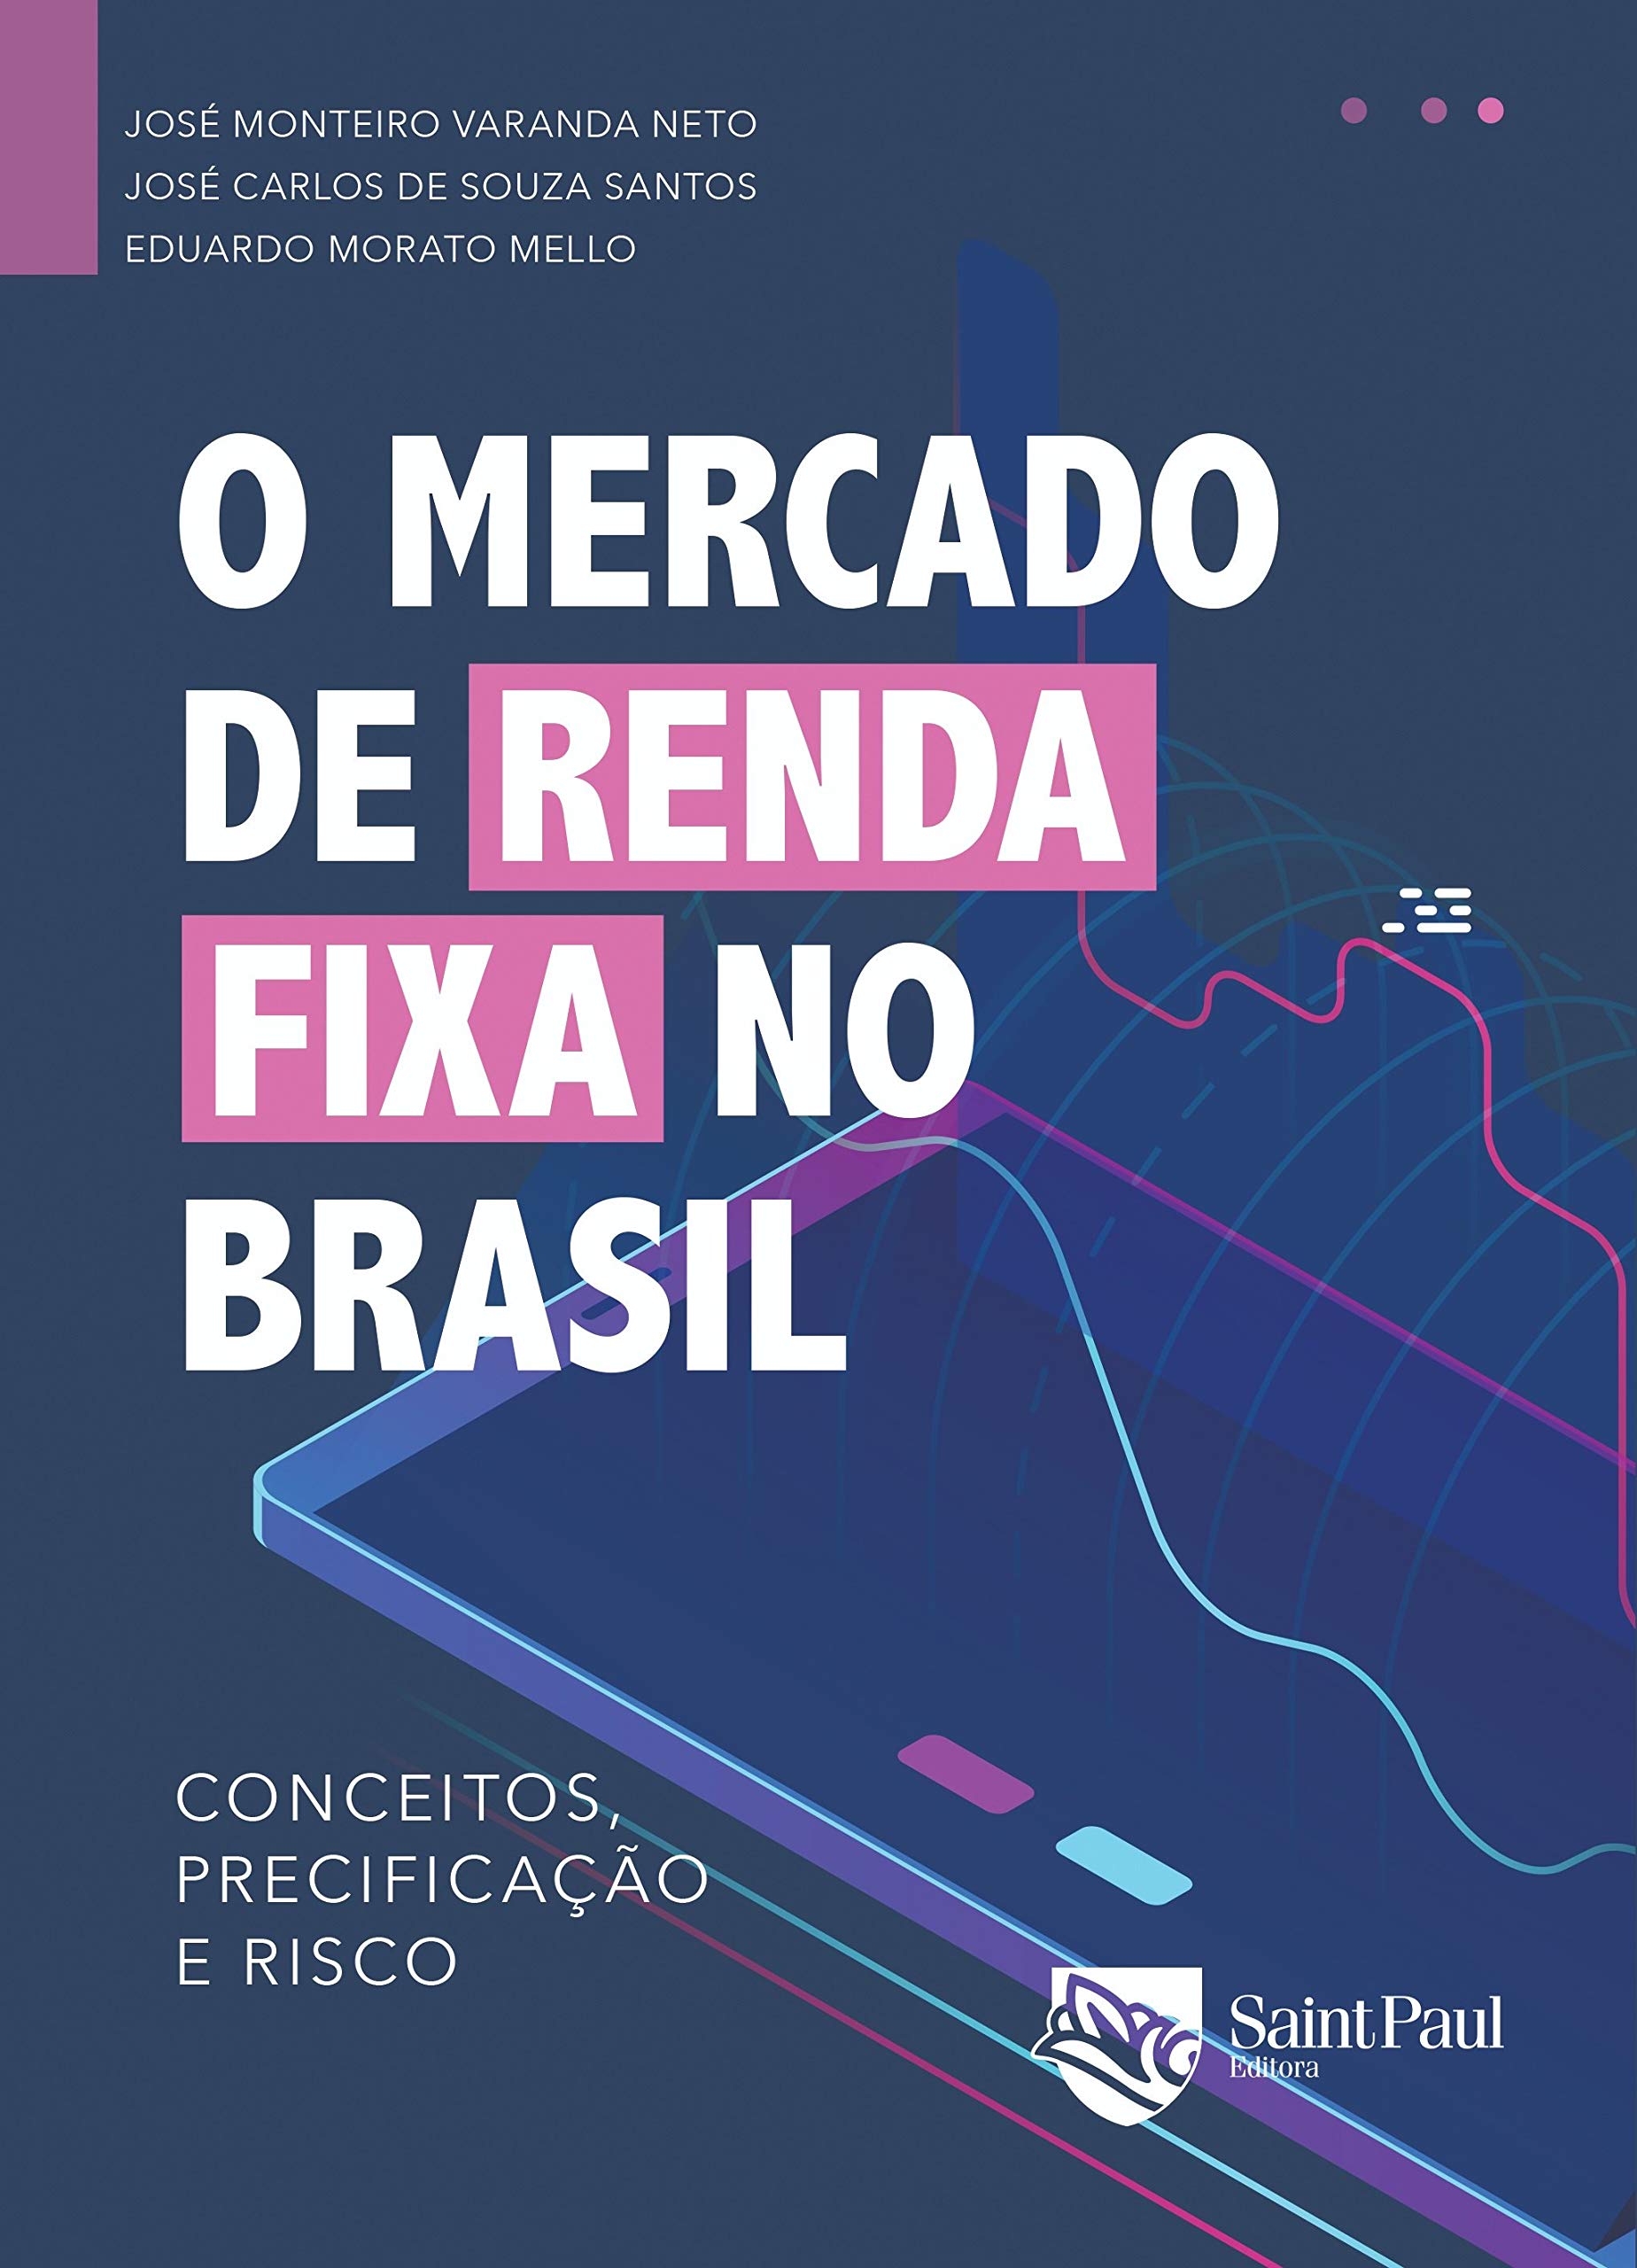 JOSÉ MONTEIRO VARANDA NETO
JOSÉ CARLOS DE SOUZA SANTOS
EDUARDO MORATO MELLO
O MERCADO
DE RENDA
FIXA NO
BRASIL
CONCEITOS,
PRECIFICAÇÃO
E RISCO
Saint Paul
Editora